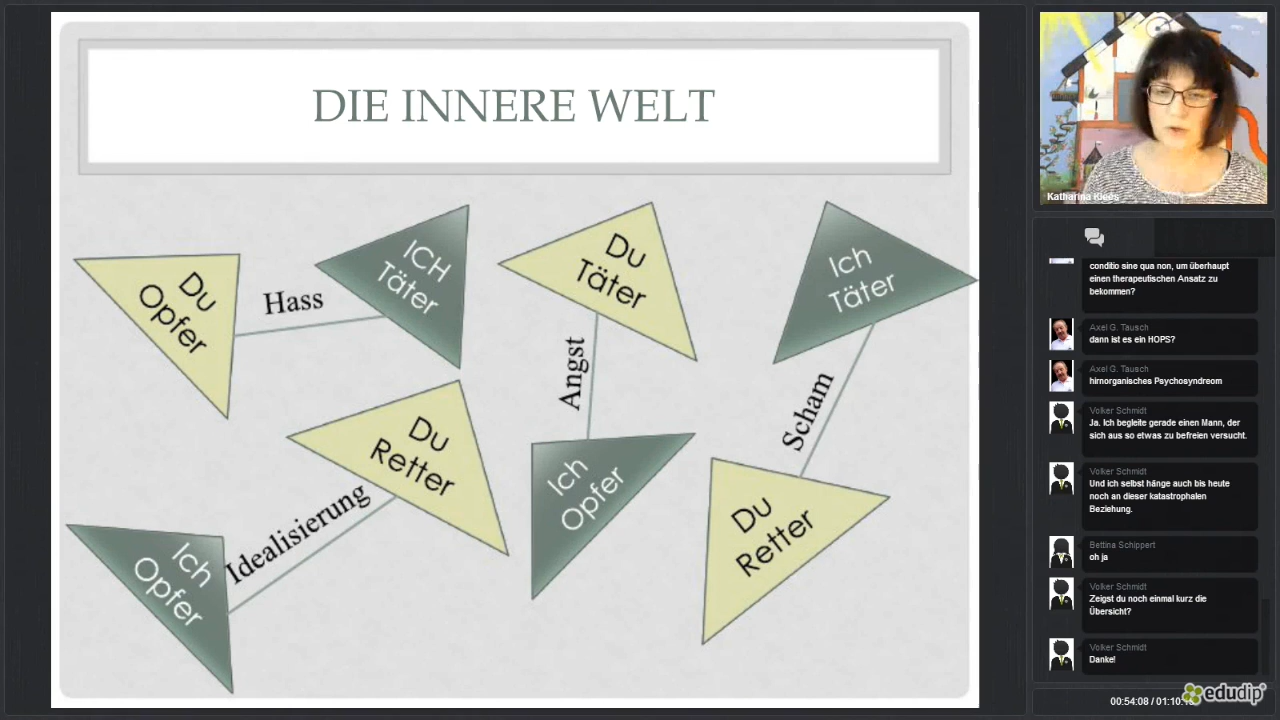 DIE INNERE WELT
Du
Opfer
Hass
ICH
Täter
Du
Täter
Ich
Täter
Angst
Scham
Du
Retter
Idealisierung
Ich
Opfer
Ich
Opfer
Du
Retter
Katharina Klees
conditio sine qua non, um überhaupt
einen therapeutischen Ansatz zu
bekommen?
Axel G. Tausch
dann ist es ein HOPS?
Axel G. Tausch
hirnorganisches Psychosyndreom
Volker Schmidt
Ja. Ich begleite gerade einen Mann, der
sich aus so etwas zu befreien versucht.
Volker Schmidt
Und ich selbst hänge auch bis heute
noch an dieser katastrophalen
Beziehung.
Bettina Schippert
oh ja
Volker Schmidt
Zeigst du noch einmal kurz die
Übersicht?
Volker Schmidt
Danke!
00:54:08 / 01:10:
edudip